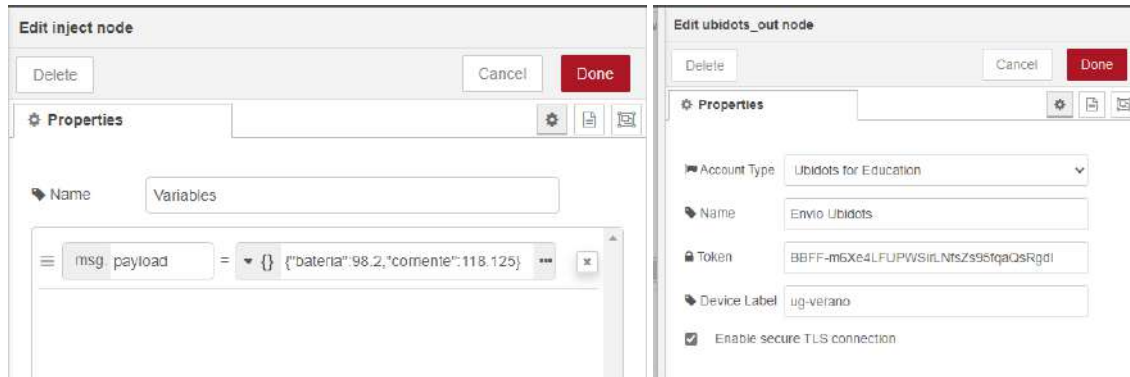 Edit inject node
Delete
Cancel
Done
Properties
Name
Variables
msg. payload
=
{} {"bateria":98.2,"corriente":118.125}
Edit ubidots_out node
Delete
Cancel
Done
Properties
Account Type
Ubidots for Education
Name
Envio Ubidots
Token
Device Label
ug-verano
Enable secure TLS connection